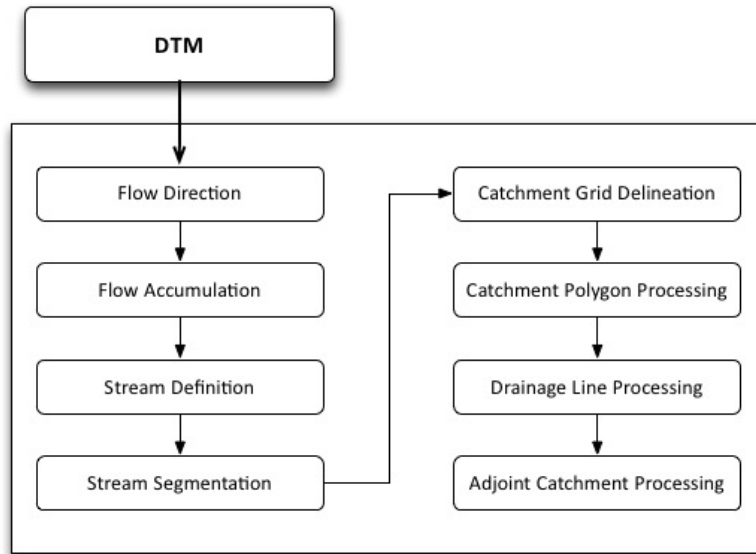 DTM
Flow Direction
Flow Accumulation
Stream Definition
Stream Segmentation
Catchment Grid Delineation
Catchment Polygon Processing
Drainage Line Processing
Adjoint Catchment Processing